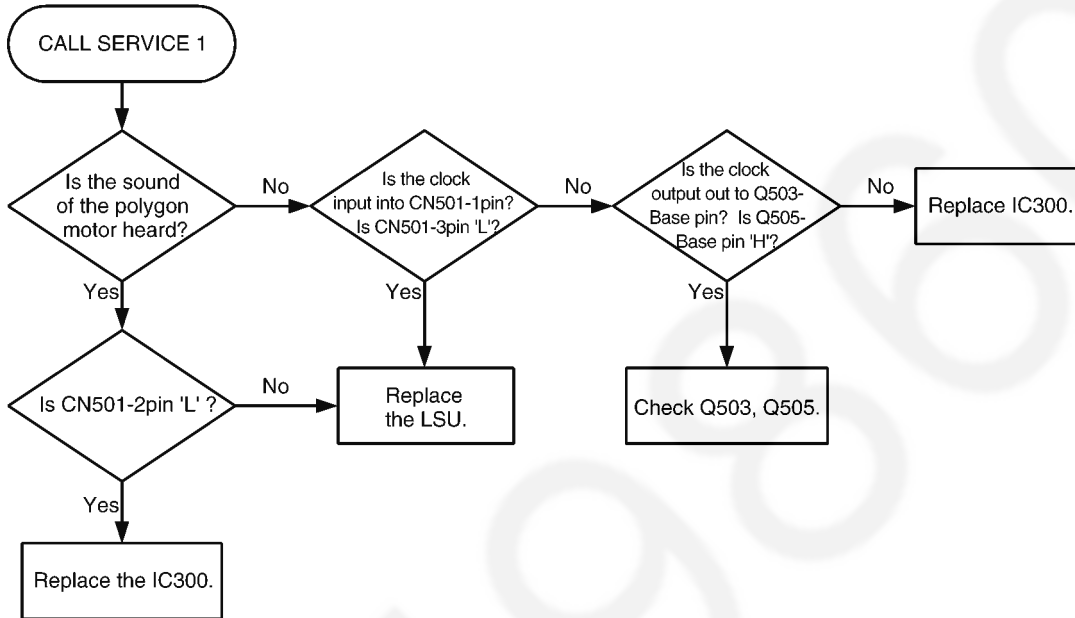 CALL SERVICE 1
Is the sound
of the polygon
motor heard?
No
Is the clock
input into CN501-1pin?
Is CN501-3pin 'L'?
No
Is the clock
output out to Q503-
Base pin? Is Q505-
Base pin 'H'?
No
Replace IC300.
Yes
Yes
Yes
Is CN501-2pin 'L' ?
No
Replace
the LSU.
Check Q503, Q505.
Yes
Replace the IC300.